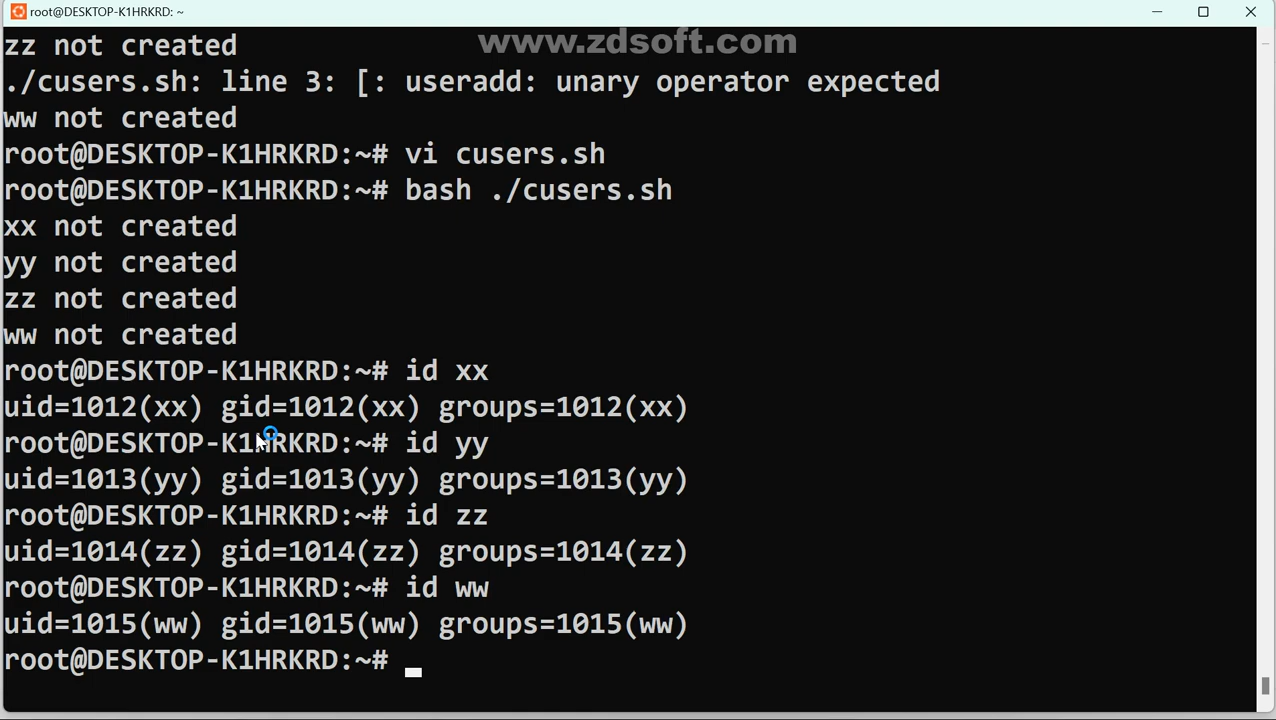 root@DESKTOP-K1HRKRD: ~
www.zdsoft.com
zz not created
./cusers.sh: line 3: [: useradd: unary operator expected
ww not created
root@DESKTOP-K1HRKRD:~# vi cusers.sh
root@DESKTOP-K1HRKRD:~# bash ./cusers.sh
xx not created
yy not created
zz not created
ww not created
root@DESKTOP-K1HRKRD:~# id xx
uid=1012(xx) gid=1012(xx) groups=1012(xx)
root@DESKTOP-K1HRKRD:~# id yy
uid=1013(yy) gid=1013(yy) groups=1013(yy)
root@DESKTOP-K1HRKRD:~# id zz
uid=1014(zz) gid=1014(zz) groups=1014(zz)
root@DESKTOP-K1HRKRD:~# id ww
uid=1015(ww) gid=1015(ww) groups=1015(ww)
root@DESKTOP-K1HRKRD:~#